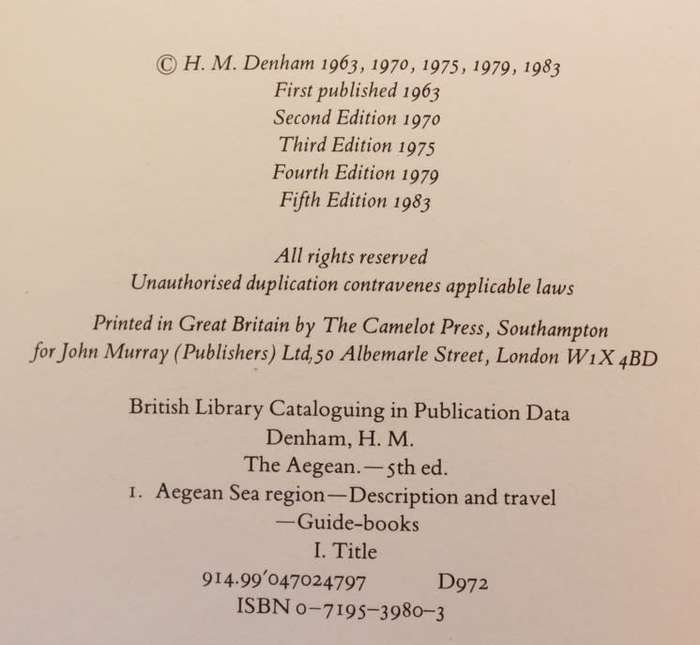 © H. M. Denham 1963, 1970, 1975, 1979, 1983
First published 1963
Second Edition 1970
Third Edition 1975
Fourth Edition 1979
Fifth Edition 1983
All rights reserved
Unauthorised duplication contravenes applicable laws
Printed in Great Britain by The Camelot Press, Southampton
for John Murray (Publishers) Ltd,50 Albemarle Street, London W1X 4BD
British Library Cataloguing in Publication Data
Denham, H. M.
The Aegean.—5th ed.
1. Aegean Sea region—Description and travel
—Guide-books
I. Title
914.99′047024797 D972
ISBN 0–7195–3980–3